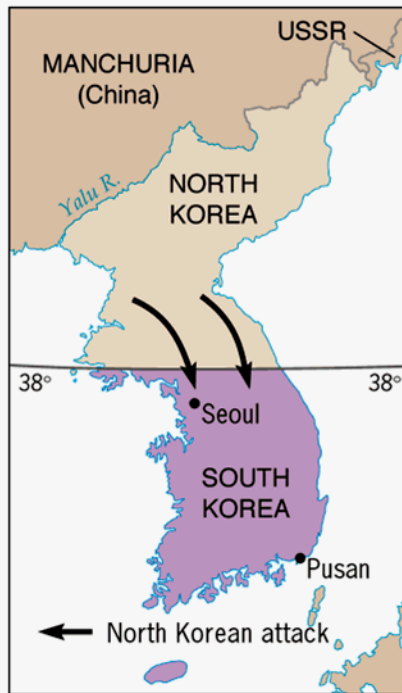 USSR
MANCHURIA
(China)
Yalu R.
NORTH
KOREA
38° 38°
Seoul
SOUTH
KOREA
Pusan
North Korean attack